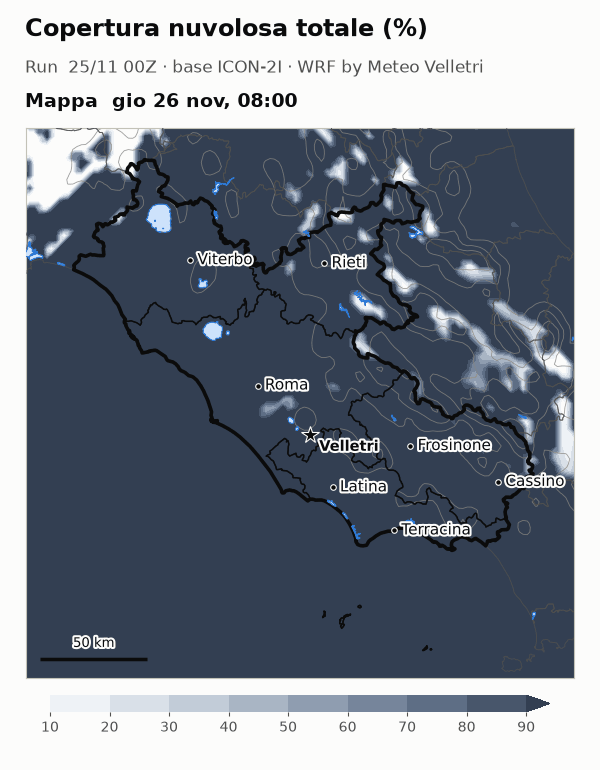 Copertura nuvolosa totale (%)
Run  25/11 00Z · base ICON-2I · WRF by Meteo Velletri
Mappa  gio 26 nov, 08:00
Viterbo
Rieti
Roma
Velletri
Frosinone
Cassino
Latina
Terracina
50 km
10 20 30 40 50 60 70 80 90